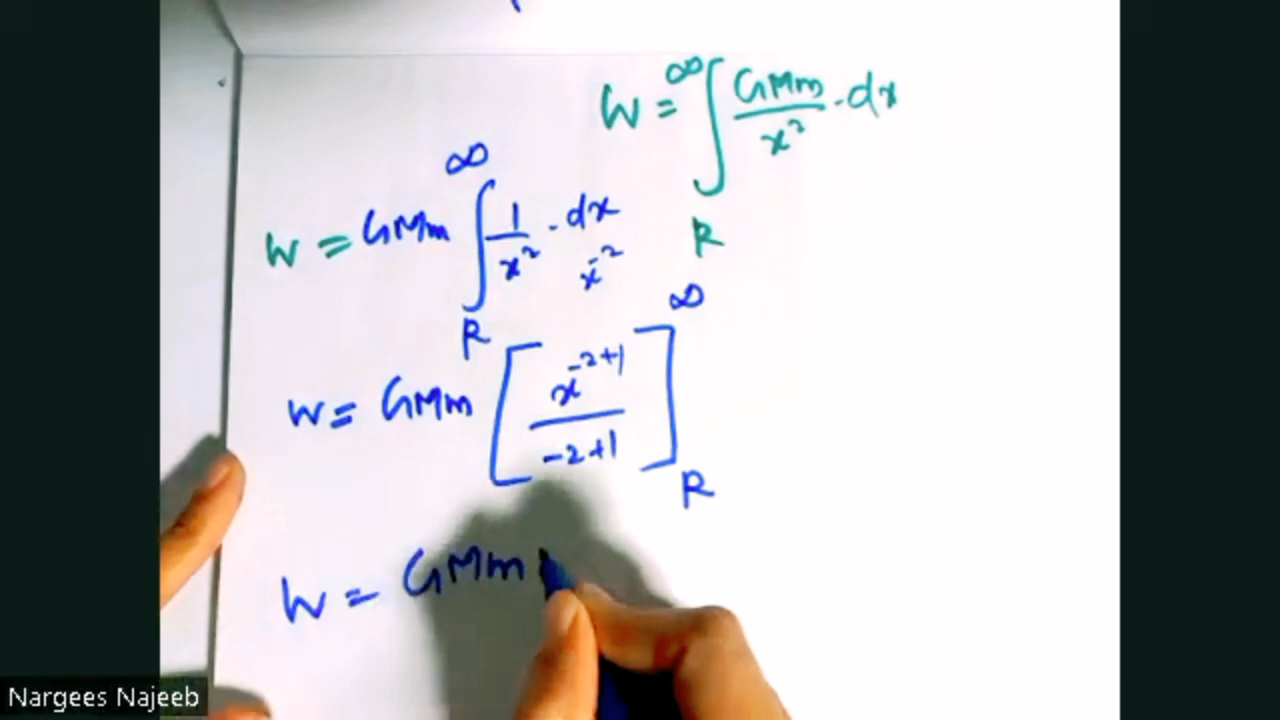 W = ∞∫R GMm/x² · dx
W = GMm ∞∫R 1/x² · dx
x⁻²
W = GMm [x⁻²⁺¹/-2+1]∞R
W = GMm
Nargees Najeeb